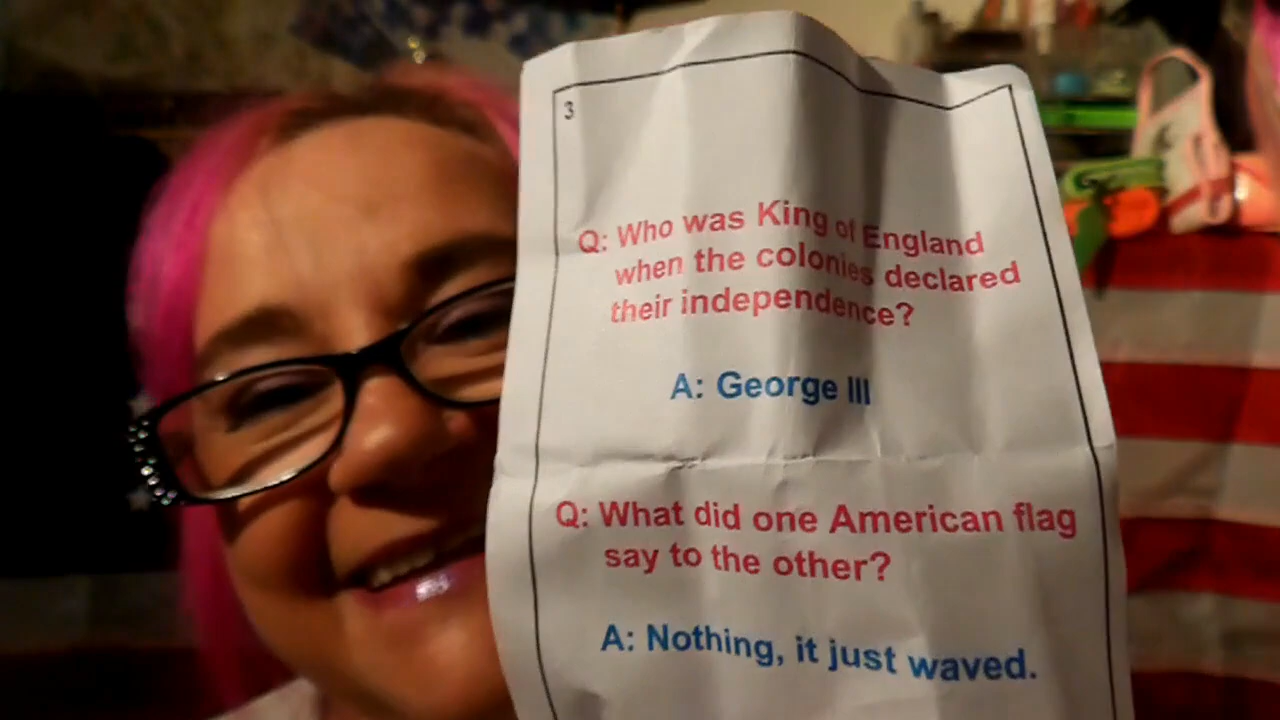 3
Q: Who was King of England
when the colonies declared
their independence?
A: George III
Q: What did one American flag
say to the other?
A: Nothing, it just waved.